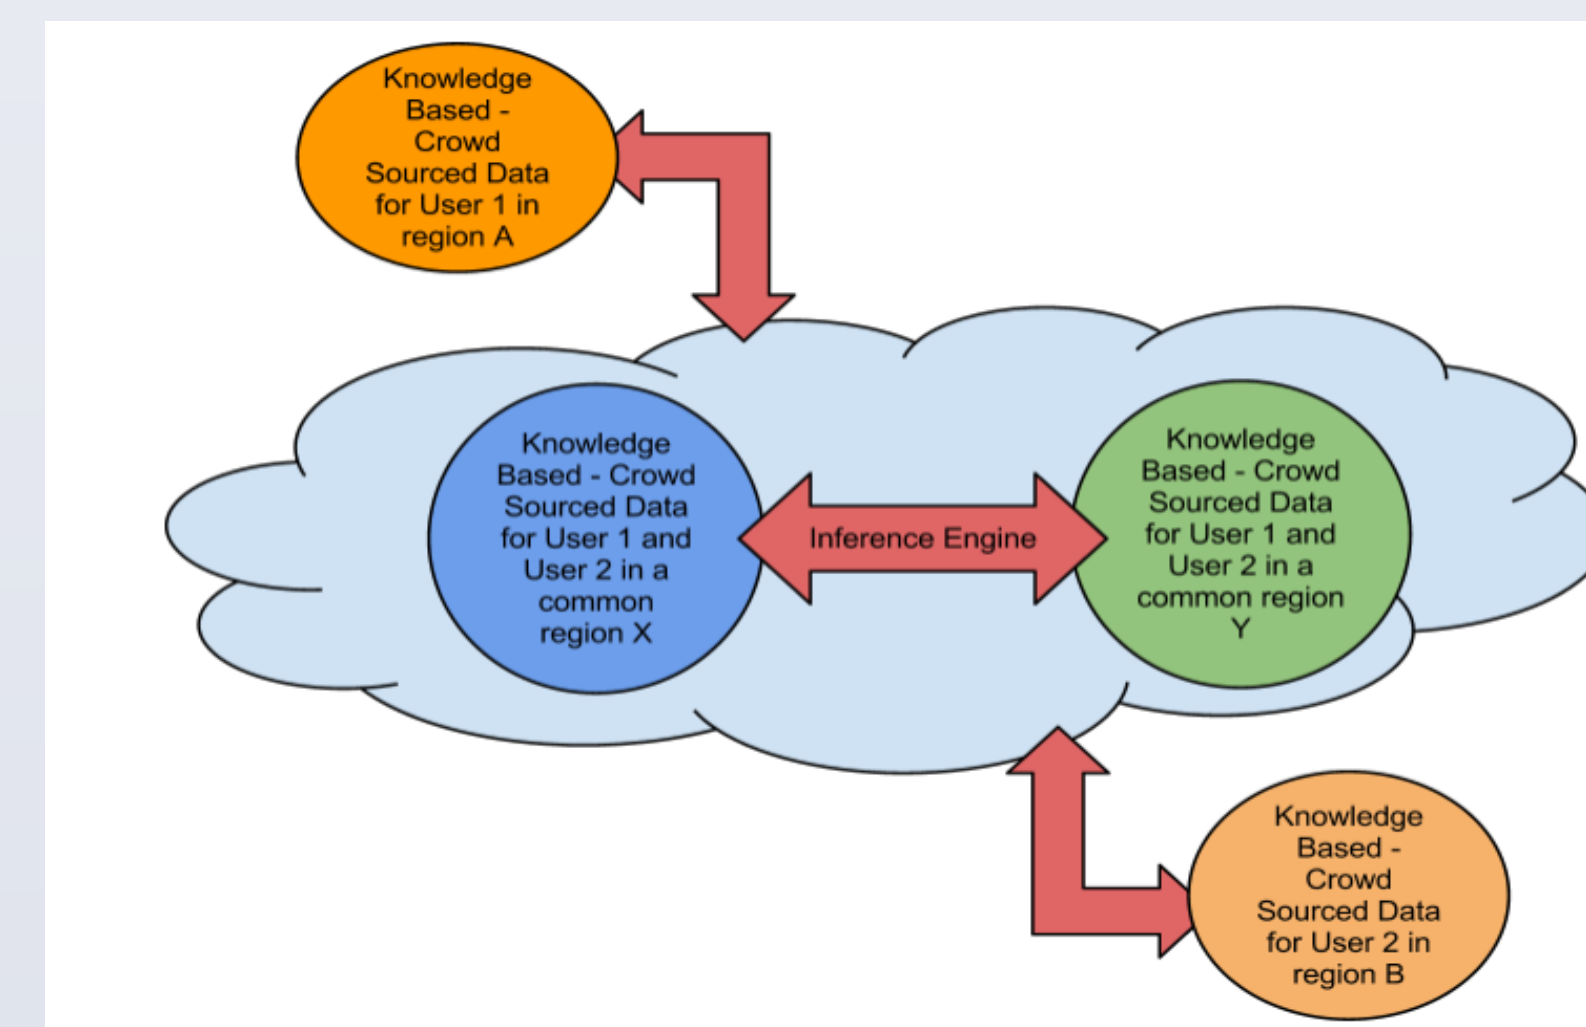 Knowledge
Based -
Crowd
Sourced Data
for User 1 in
region A
Knowledge
Based - Crowd
Sourced Data
for User 1 and
User 2 in a
common
region X
Inference Engine
Knowledge
Based - Crowd
Sourced Data
for User 1 and
User 2 in a
common region
Y
Knowledge
Based -
Crowd
Sourced Data
for User 2 in
region B